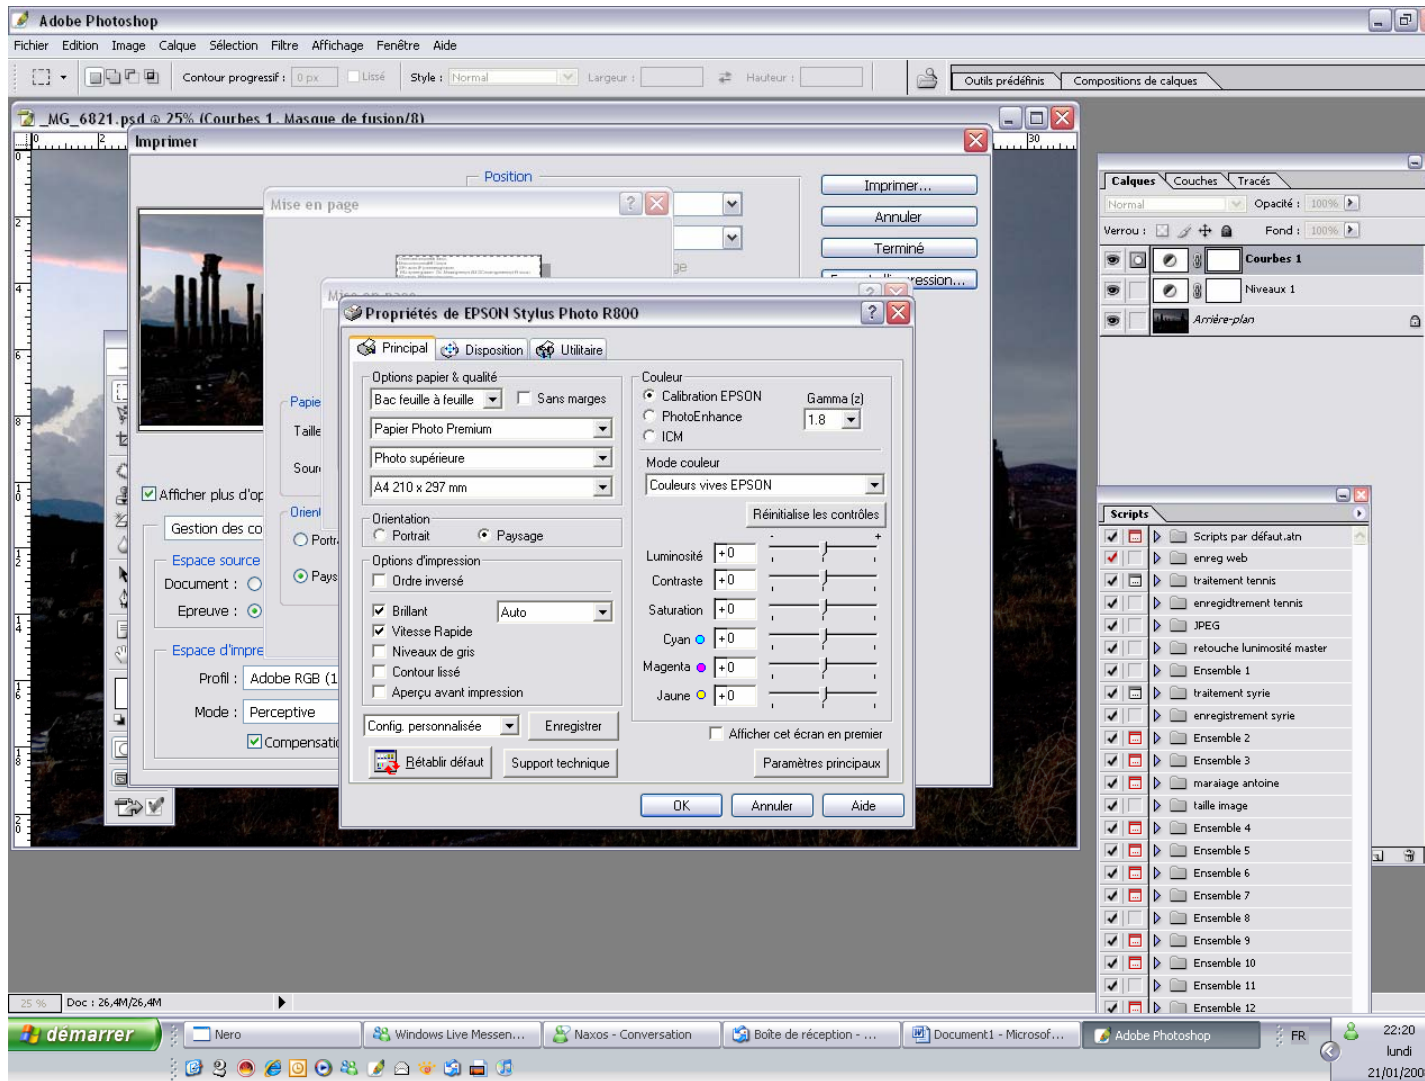 Adobe Photoshop
Fichier Edition Image Calque Sélection Filtre Affichage Fenêtre Aide
Contour progressif : 0 px Lissé Style : Normal Largeur : Hauteur :
Outils prédéfinis Compositions de calques
_MG_6821.psd @ 25% (Courbes 1, Masque de fusion/8)
0 2 30
Imprimer
Position
Imprimer...
Annuler
Terminé
ression...
Mise en page
Mise en page
Papie
Taille
Sour
Orien
Portr
Pays
Afficher plus d'op
Gestion des co
Espace source
Document :
Epreuve :
Espace d'impre
Profil : Adobe RGB (1
Mode : Perceptive
Compensati
Propriétés de EPSON Stylus Photo R800
Principal Disposition Utilitaire
Options papier & qualité
Bac feuille à feuille Sans marges
Papier Photo Premium
Photo supérieure
A4 210 x 297 mm
Orientation
Portrait Paysage
Options d'impression
Ordre inversé
Brillant Auto
Vitesse Rapide
Niveaux de gris
Contour lissé
Aperçu avant impression
Config. personnalisée Enregistrer
Rétablir défaut Support technique
Couleur
Calibration EPSON Gamma (z)
PhotoEnhance 1.8
ICM
Mode couleur
Couleurs vives EPSON
Réinitialise les contrôles
- +
Luminosité +0
Contraste +0
Saturation +0
Cyan +0
Magenta +0
Jaune +0
Afficher cet écran en premier
Paramètres principaux
OK Annuler Aide
Calques Couches Tracés
Normal Opacité : 100%
Verrou : Fond : 100%
Courbes 1
Niveaux 1
Arrière-plan
Scripts
Scripts par défaut.atn
enreg web
traitement tennis
enregidtrement tennis
JPEG
retouche lunimosité master
Ensemble 1
traitement syrie
enregistrement syrie
Ensemble 2
Ensemble 3
maraiage antoine
taille image
Ensemble 4
Ensemble 5
Ensemble 6
Ensemble 7
Ensemble 8
Ensemble 9
Ensemble 10
Ensemble 11
Ensemble 12
25 % Doc : 26,4M/26,4M
démarrer Nero Windows Live Messen... Naxos - Conversation Boîte de réception - ... Document1 - Microsof... Adobe Photoshop FR 22:20
lundi
21/01/200